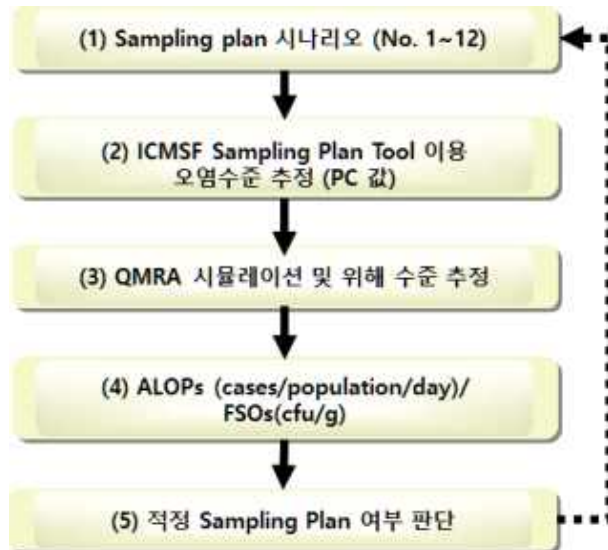 (1) Sampling plan 시나리오 (No. 1~12)
(2) ICMSF Sampling Plan Tool 이용
오염수준 추정 (PC 값)
(3) QMRA 시뮬레이션 및 위해 수준 추정
(4) ALOPs (cases/population/day)/
FSOs(cfu/g)
(5) 적정 Sampling Plan 여부 판단